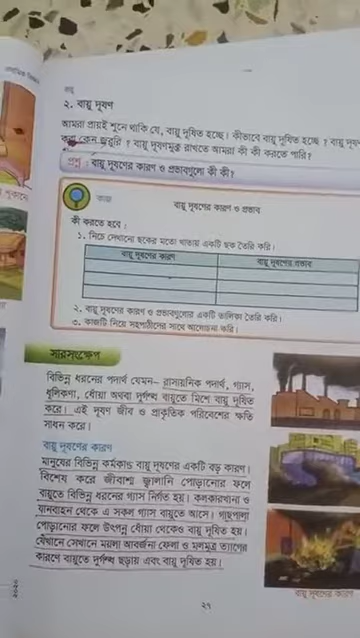 বায়ু
২. বায়ু দূষণ
আমরা প্রায়ই শুনে থাকি যে, বায়ু দূষিত হচ্ছে। কীভাবে বায়ু দূষিত হচ্ছে ? বায়ু দূষণ
করা কেন জরুরি ? বায়ু দূষণমুক্ত রাখতে আমরা কী কী করতে পারি?
প্রশ্ন : বায়ু দূষণের কারণ ও প্রভাবগুলো কী কী?
কাজ
বায়ু দূষণের কারণ ও প্রভাব
কী করতে হবে :
১. নিচে দেখানো ছকের মতো খাতায় একটি ছক তৈরি করি।
বায়ু দূষণের কারণ
বায়ু দূষণের প্রভাব
২. বায়ু দূষণের কারণ ও প্রভাবগুলোর একটি তালিকা তৈরি করি।
৩. কাজটি নিয়ে সহপাঠীদের সাথে আলোচনা করি।
সারসংক্ষেপ
বিভিন্ন ধরনের পদার্থ যেমন– রাসায়নিক পদার্থ, গ্যাস,
ধূলিকণা, ধোঁয়া অথবা দুর্গন্ধ বায়ুতে মিশে বায়ু দূষিত
করে। এই দূষণ জীব ও প্রাকৃতিক পরিবেশের ক্ষতি
সাধন করে।
বায়ু দূষণের কারণ
মানুষের বিভিন্ন কর্মকান্ড বায়ু দূষণের একটি বড় কারণ।
বিশেষ করে জীবাশ্ম জ্বালানি পোড়ানোর ফলে
বায়ুতে বিভিন্ন ধরনের গ্যাস নির্গত হয়। কলকারখানা ও
যানবাহন থেকে এ সকল গ্যাস বায়ুতে আসে। গাছপালা
পোড়ানোর ফলে উৎপন্ন ধোঁয়া থেকেও বায়ু দূষিত হয়।
যেখানে সেখানে ময়লা আবর্জনা ফেলা ও মলমূত্র ত্যাগের
কারণে বায়ুতে দুর্গন্ধ ছড়ায় এবং বায়ু দূষিত হয়।
বায়ু দূষণের কারণ
২৭
২০২০